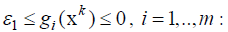 ε₁ ≤ gᵢ(xᵏ) ≤ 0 , i = 1,..,m :